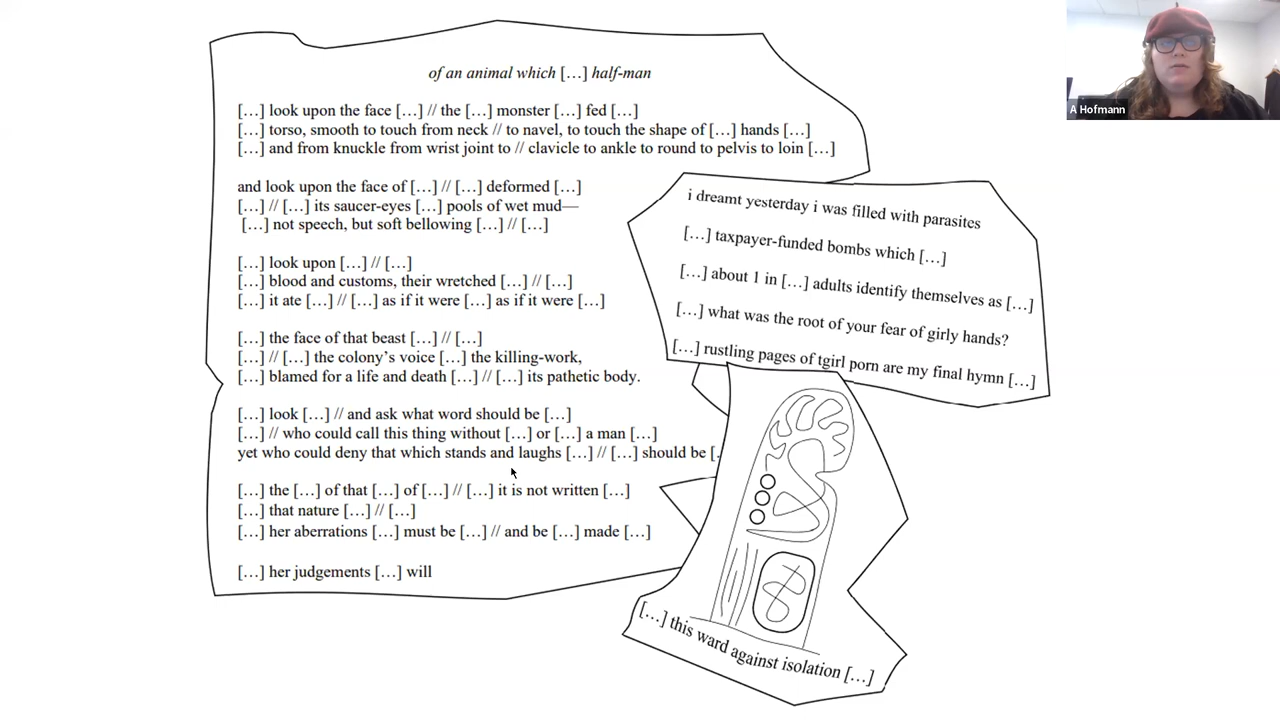 of an animal which […] half-man
[…] look upon the face […] // the […] monster […] fed […]
[…] torso, smooth to touch from neck // to navel, to touch the shape of […] hands […]
[…] and from knuckle from wrist joint to // clavicle to ankle to round to pelvis to loin […]
and look upon the face of […] // […] deformed […]
[…] // […] its saucer-eyes […] pools of wet mud—
[…] not speech, but soft bellowing […] // […]
[…] look upon […] // […]
[…] blood and customs, their wretched […] // […]
[…] it ate […] // […] as if it were […] as if it were […]
[…] the face of that beast […] // […]
[…] // […] the colony’s voice […] the killing-work,
[…] blamed for a life and death […] // […] its pathetic body.
[…] look […] // and ask what word should be […]
[…] // who could call this thing without […] or […] a man […]
yet who could deny that which stands and laughs […] // […] should be [.
[…] the […] of that […] of […] // […] it is not written […]
[…] that nature […] // […]
[…] her aberrations […] must be […] // and be […] made […]
[…] her judgements […] will
i dreamt yesterday i was filled with parasites
[…] taxpayer-funded bombs which […]
[…] about 1 in […] adults identify themselves as […]
[…] what was the root of your fear of girly hands?
[…] rustling pages of tgirl porn are my final hymn […]
[…] this ward against isolation […]
A Hofmann